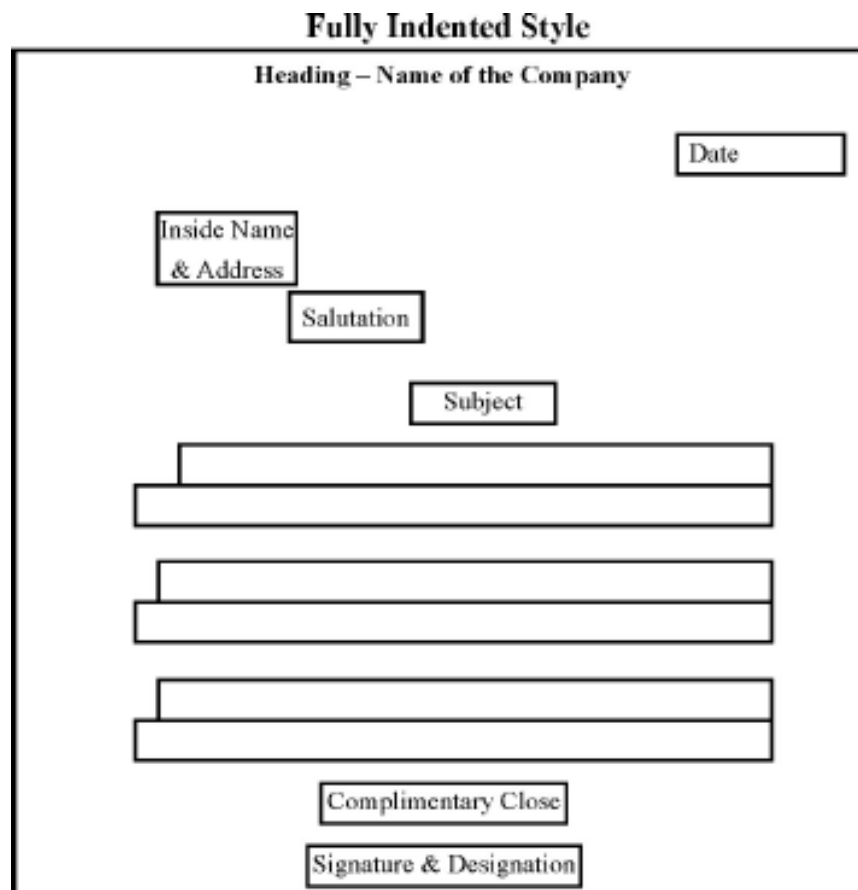 Fully Indented Style
Heading – Name of the Company
Date
Inside Name
& Address
Salutation
Subject
Complimentary Close
Signature & Designation